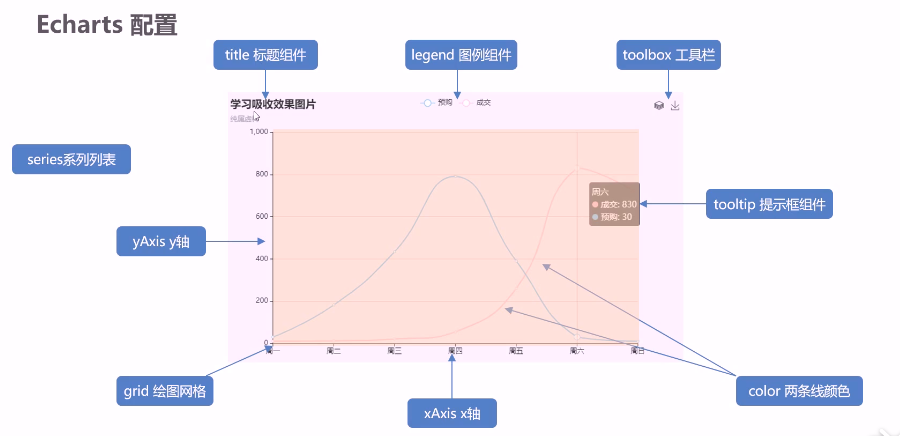 Echarts 配置
title 标题组件
legend 图例组件
toolbox 工具栏
学习吸收效果图片
预购
成交
1,000
series系列列表
800
周六
成交: 830
预购: 30
tooltip 提示框组件
600
yAxis y轴
400
200
0
周一
周二
周三
周四
周五
周六
周日
grid 绘图网格
xAxis x轴
color 两条线颜色